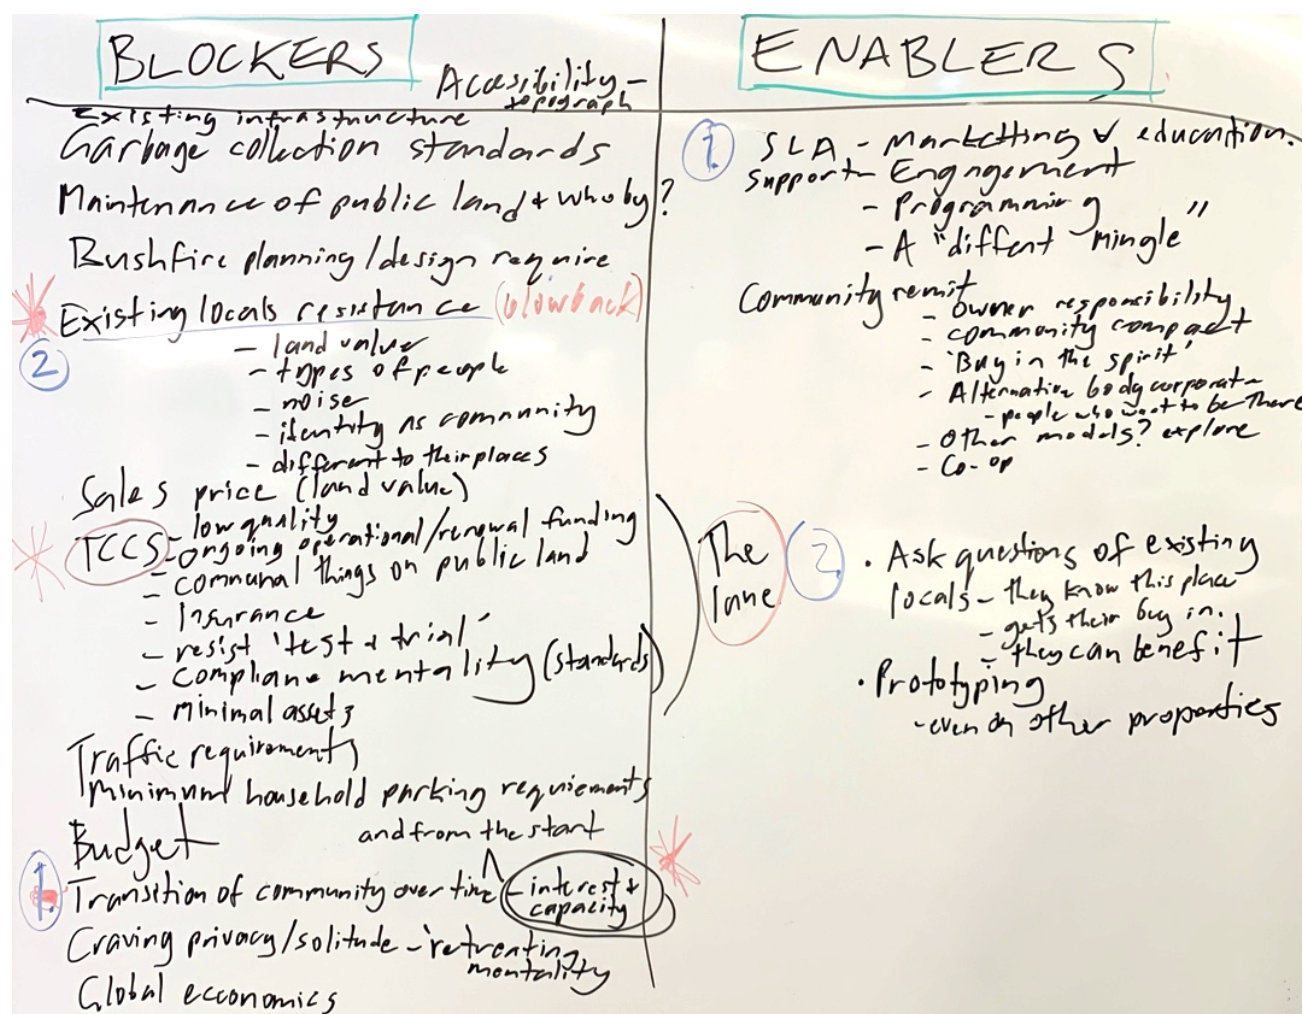 BLOCKERS
Acessibility -
topograph
Existing infrastructure
Garbage collection standards
Maintenance of public land & who by?
Bushfire planning/design require
Existing locals resistance (blowback)
2
- land value
- types of people
- noise
- identity as community
- different to their places
Sales price (land value)
TCCS - low quality
- ongoing operational/renewal funding
- communal things on public land
- Insurance
- resist 'test & trial'
- complianc mentality (standards)
- minimal assets
Traffic requirements
Minimum household parking requiements
Budget
and from the start
1. Transition of community over time - interest & capacity
Craving privacy/solitude - 'retreating
mentality
Global ecconomics
The
lane
ENABLERS
1. SLA - Marketting & education.
support - Engagement
- Programming
- A "diffent mingle"
Community remit
- owner responsibility
- community compact
- 'Buy in the spirit'
- Alternative body corporate
- people who want to be there
- Other models? explore
- Co-op
2. • Ask questions of existing
locals - they know this place
- gets their buy in.
- they can benefit
• Prototyping
- even on other properties